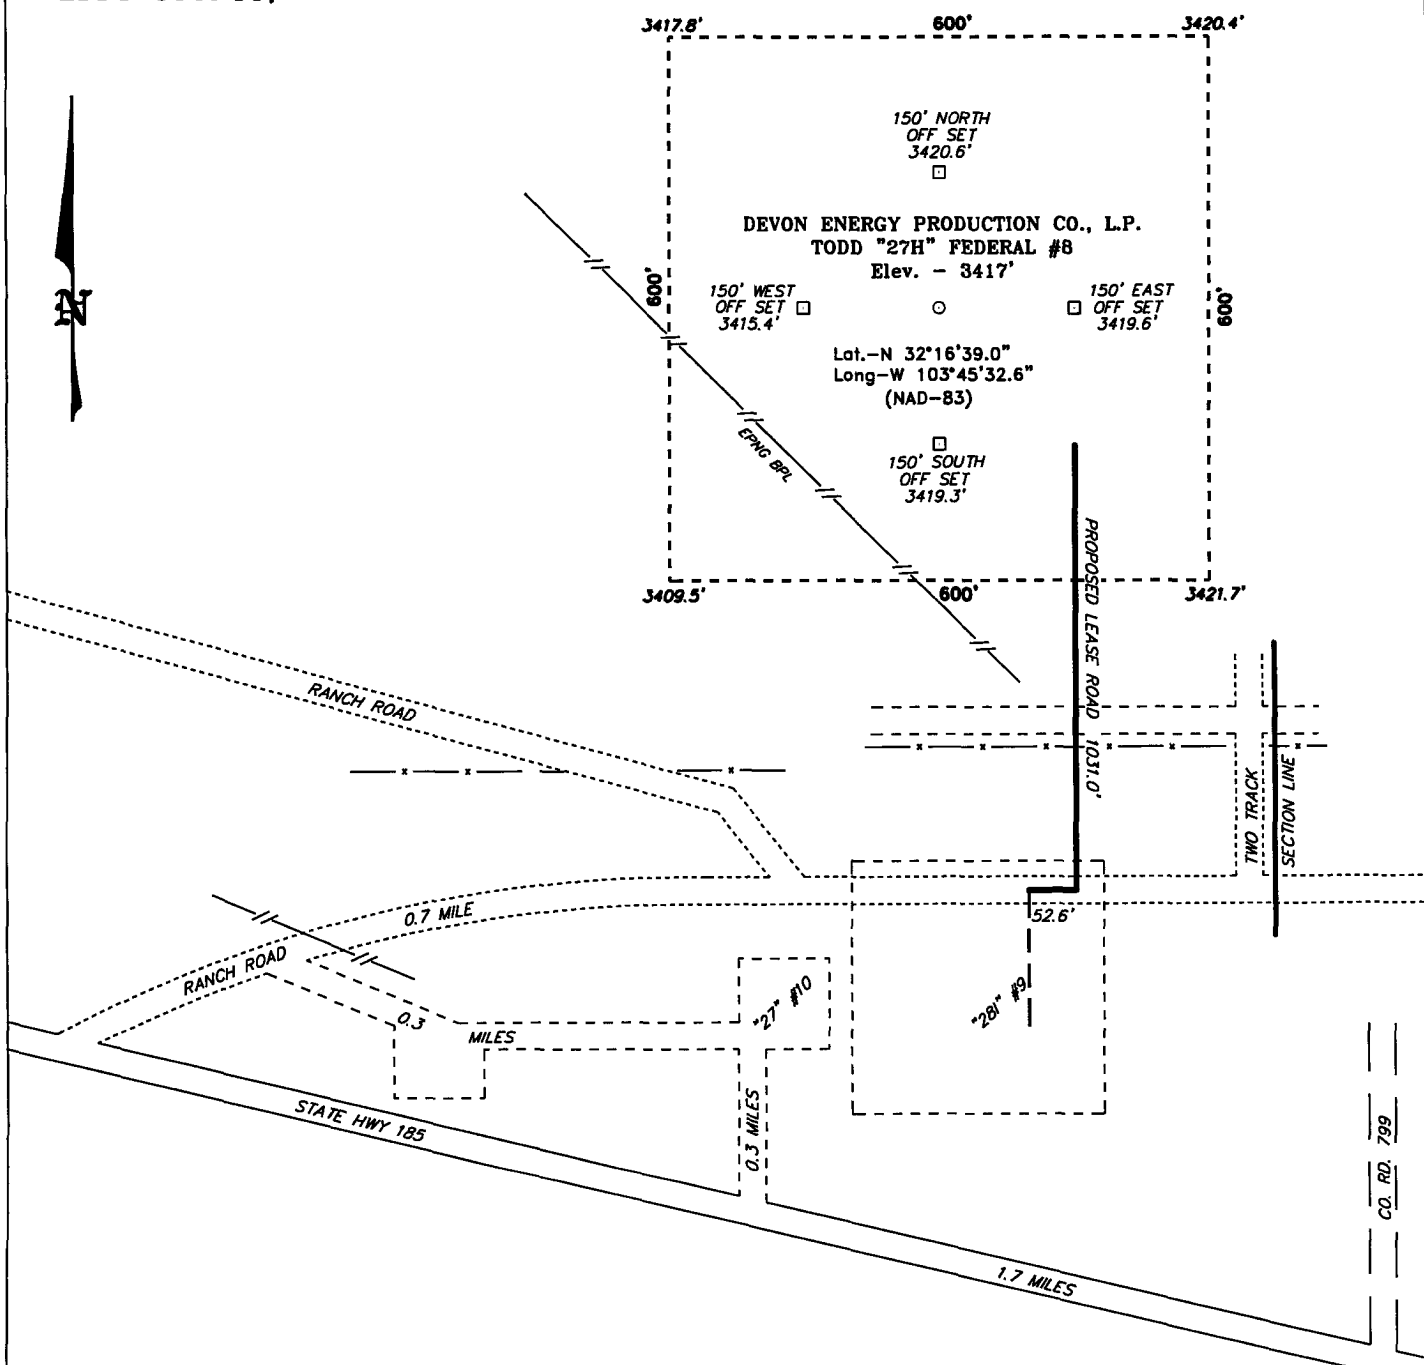 3417.8'
600'
3420.4'
150' NORTH
OFF SET
3420.6'
DEVON ENERGY PRODUCTION CO., L.P.
TODD "27H" FEDERAL #8
Elev. - 3417'
600'
150' WEST
OFF SET
3415.4'
150' EAST
OFF SET
3419.6'
600'
N
Lat.-N 32°16'39.0"
Long-W 103°45'32.6"
(NAD-83)
EPNG BPL
150' SOUTH
OFF SET
3419.3'
3409.5'
600'
3421.7'
PROPOSED LEASE ROAD 1031.0'
RANCH ROAD
TWO TRACK
SECTION LINE
0.7 MILE
52.6'
RANCH ROAD
"27" #10
"28I" #9
0.3
MILES
STATE HWY 185
0.3 MILES
CO. RD. 799
1.7 MILES